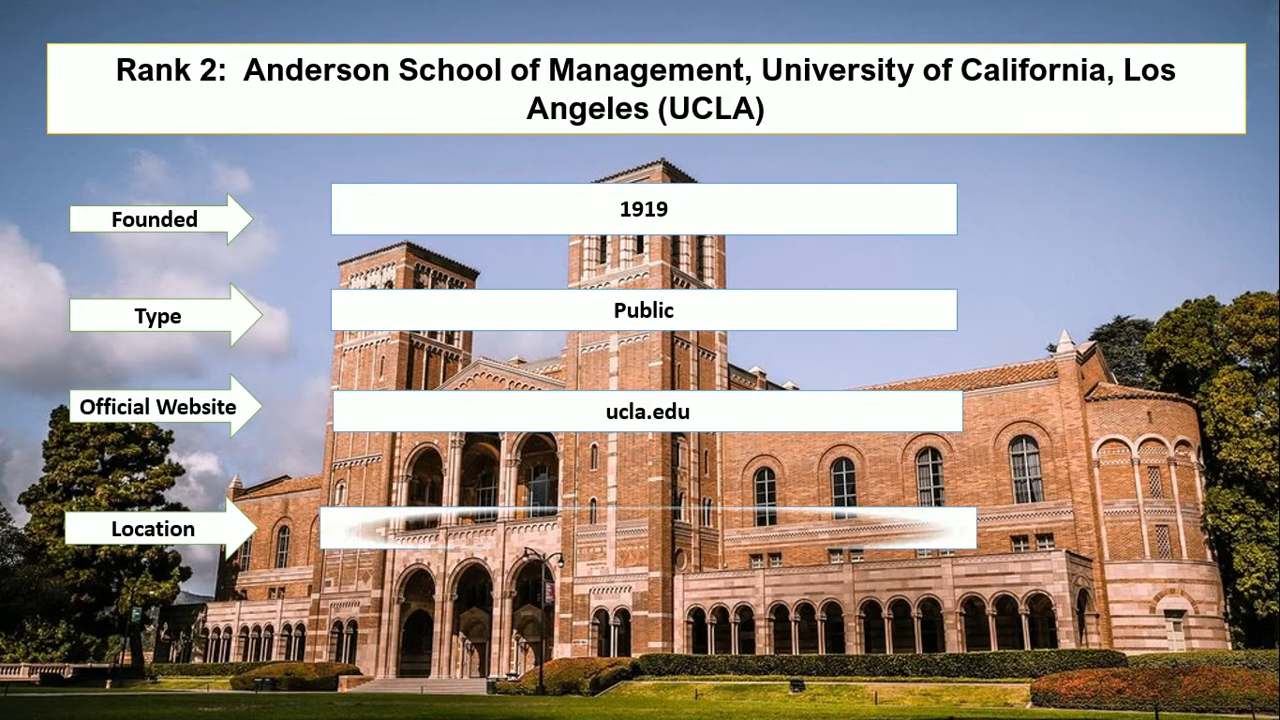 Rank 2:  Anderson School of Management, University of California, Los
Angeles (UCLA)
Founded
1919
Type
Public
Official Website
ucla.edu
Location